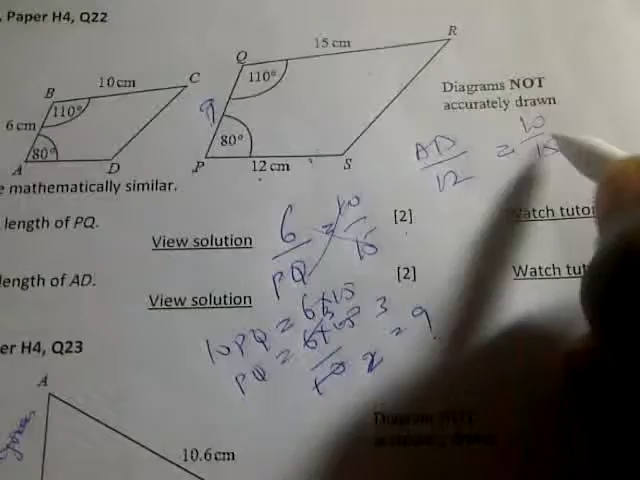 , Paper H4, Q22
R
15 cm
Q
10 cm
C
110°
Diagrams NOT
accurately drawn
B
110°
9
6 cm
80°
80°
A
D
P
12 cm
S
AD/12 = 10/15
e mathematically similar.
length of PQ.
View solution
6/PQ = 10/15
[2]
Watch tutor
length of AD.
View solution
[2]
Watch tut
10PQ = 6×15
er H4, Q23
PQ =
= 9
A
10.6 cm